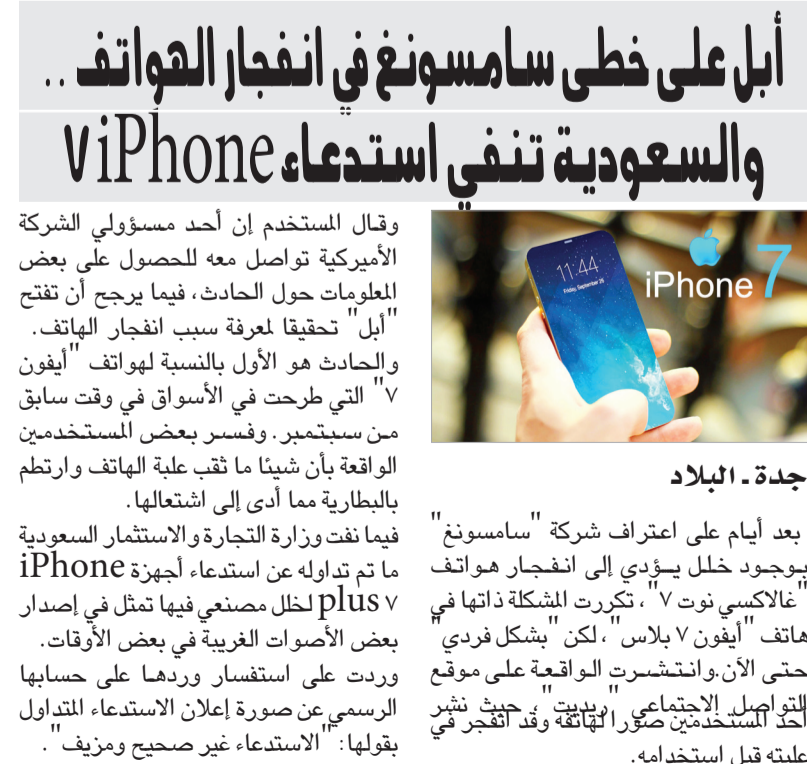 أبل على خطى سامسونغ في انفجار الهواتف ..
والسعودية تنفي استدعاء iPhone ٧
11:44
Friday, September 25
iPhone 7
جدة ـ البلاد
بعد أيام على اعتراف شركة "سامسونغ"
بوجود خلل يؤدي إلى انفجار هواتف
"غالاكسي نوت ٧"، تكررت المشكلة ذاتها في
هاتف "أيفون ٧ بلاس"، لكن "بشكل فردي"
حتى الآن.وانتشرت الواقعة على موقع
التواصل الاجتماعي "ريديت"، حيث نشر
أحد المستخدمين صورا لهاتفه وقد انفجر في
علبته قبل استخدامه.
وقال المستخدم إن أحد مسؤولي الشركة
الأميركية تواصل معه للحصول على بعض
المعلومات حول الحادث، فيما يرجح أن تفتح
"أبل" تحقيقا لمعرفة سبب انفجار الهاتف.
والحادث هو الأول بالنسبة لهواتف "أيفون
٧" التي طرحت في الأسواق في وقت سابق
من سبتمبر. وفسر بعض المستخدمين
الواقعة بأن شيئا ما ثقب علبة الهاتف وارتطم
بالبطارية مما أدى إلى اشتعالها.
فيما نفت وزارة التجارة والاستثمار السعودية
ما تم تداوله عن استدعاء أجهزة iPhone
٧ plus لخلل مصنعي فيها تمثل في إصدار
بعض الأصوات الغريبة في بعض الأوقات.
وردت على استفسار وردها على حسابها
الرسمي عن صورة إعلان الاستدعاء المتداول
بقولها: "الاستدعاء غير صحيح ومزيف".